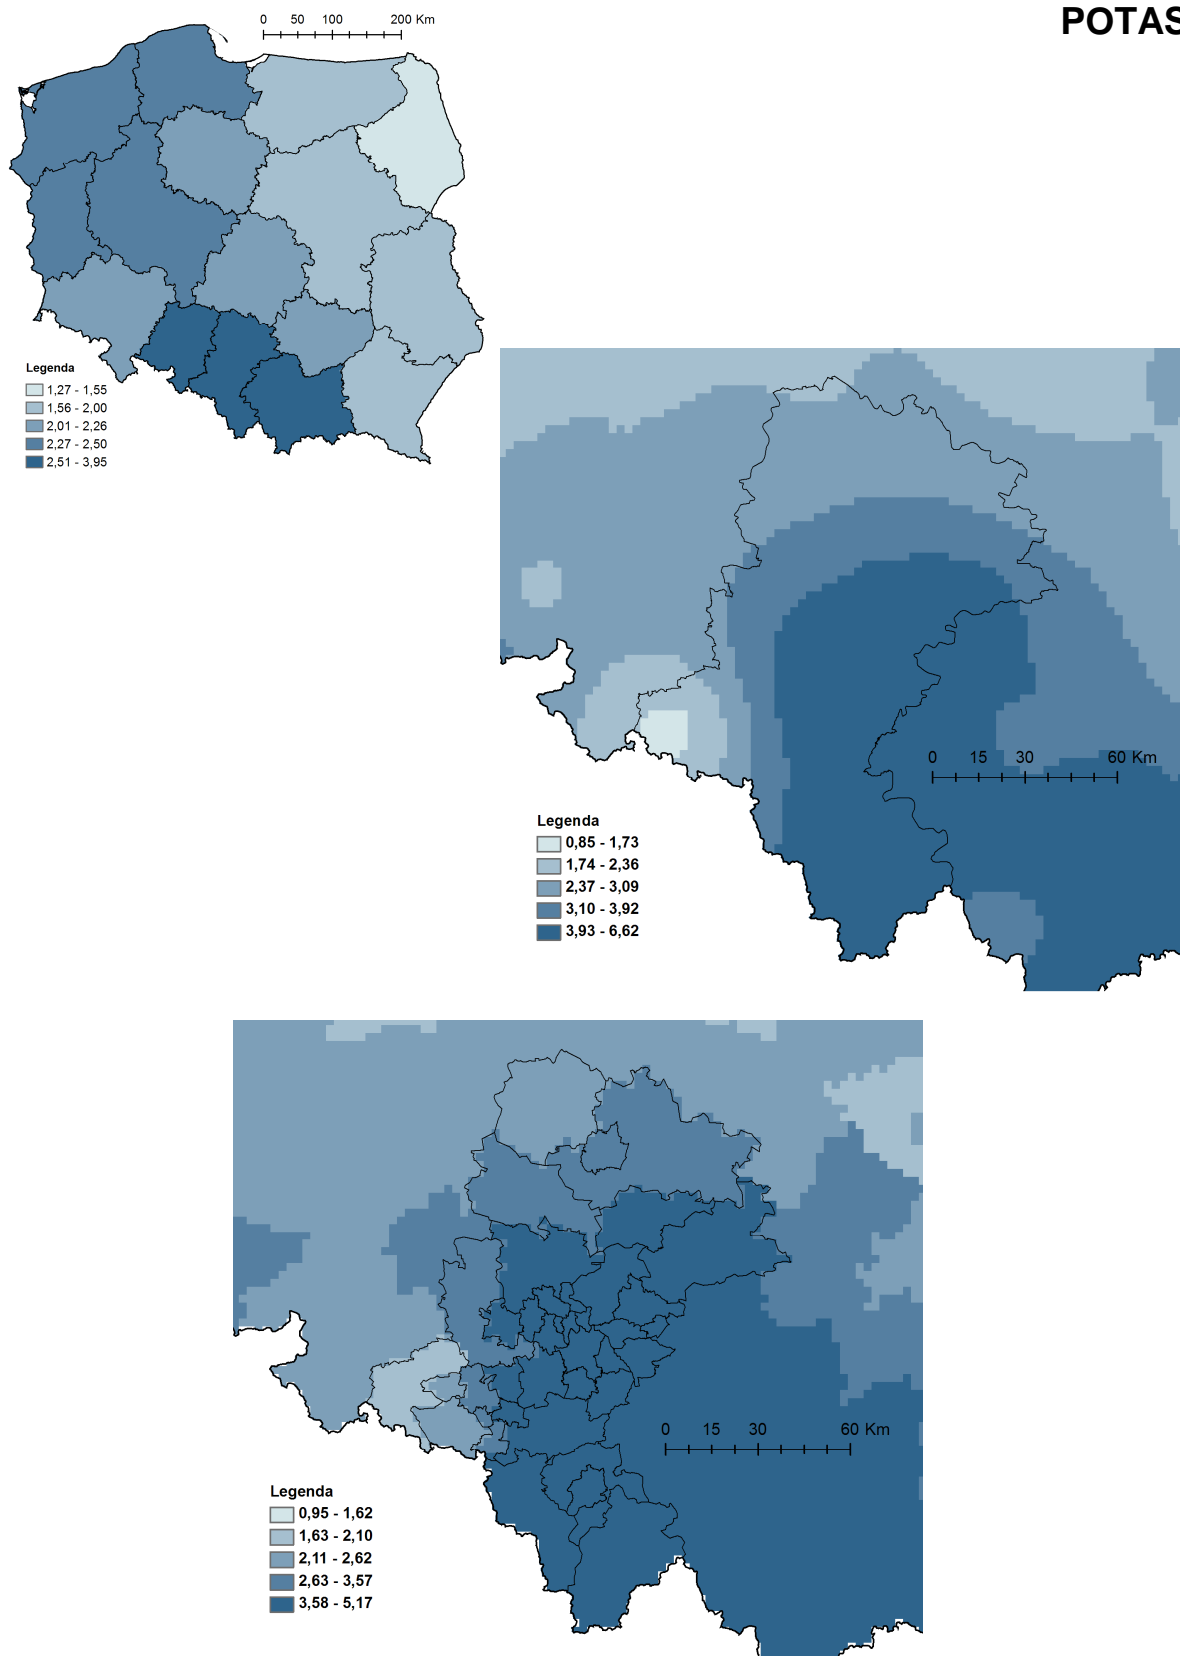 POTAS
0 50 100 200 Km
Legenda
1,27 - 1,55
1,56 - 2,00
2,01 - 2,26
2,27 - 2,50
2,51 - 3,95
0 15 30 60 Km
Legenda
0,85 - 1,73
1,74 - 2,36
2,37 - 3,09
3,10 - 3,92
3,93 - 6,62
0 15 30 60 Km
Legenda
0,95 - 1,62
1,63 - 2,10
2,11 - 2,62
2,63 - 3,57
3,58 - 5,17